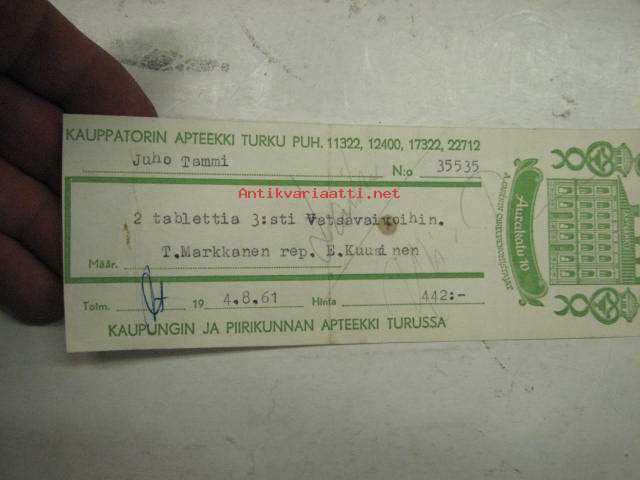 KAUPPATORIN APTEEKKI TURKU PUH. 11322, 12400, 17322, 22712
Juho Tammi N:o 35535
Antikvariaatti.net
2 tablettia 3:sti Vatsavaivoihin.
T.Markkanen rep. E.Kuuminen
Määr.
Toim. 19 4.8.61 Hinta 442:-
KAUPUNGIN JA PIIRIKUNNAN APTEEKKI TURUSSA
Aurakatu 10